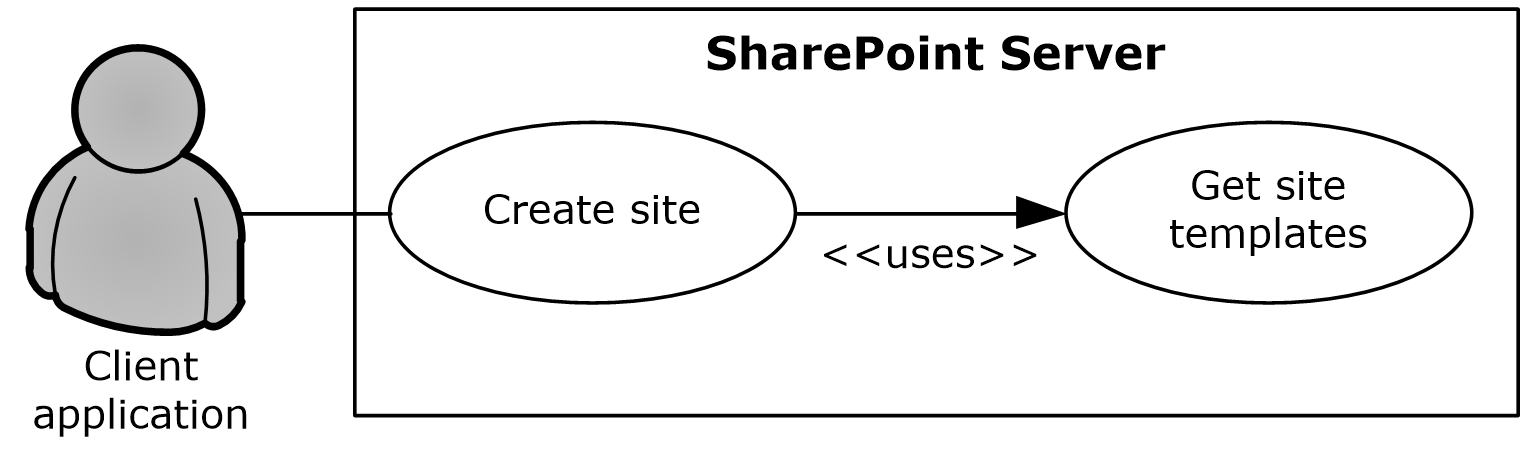 SharePoint Server
Create site
Get site
templates
<<uses>>
Client
application